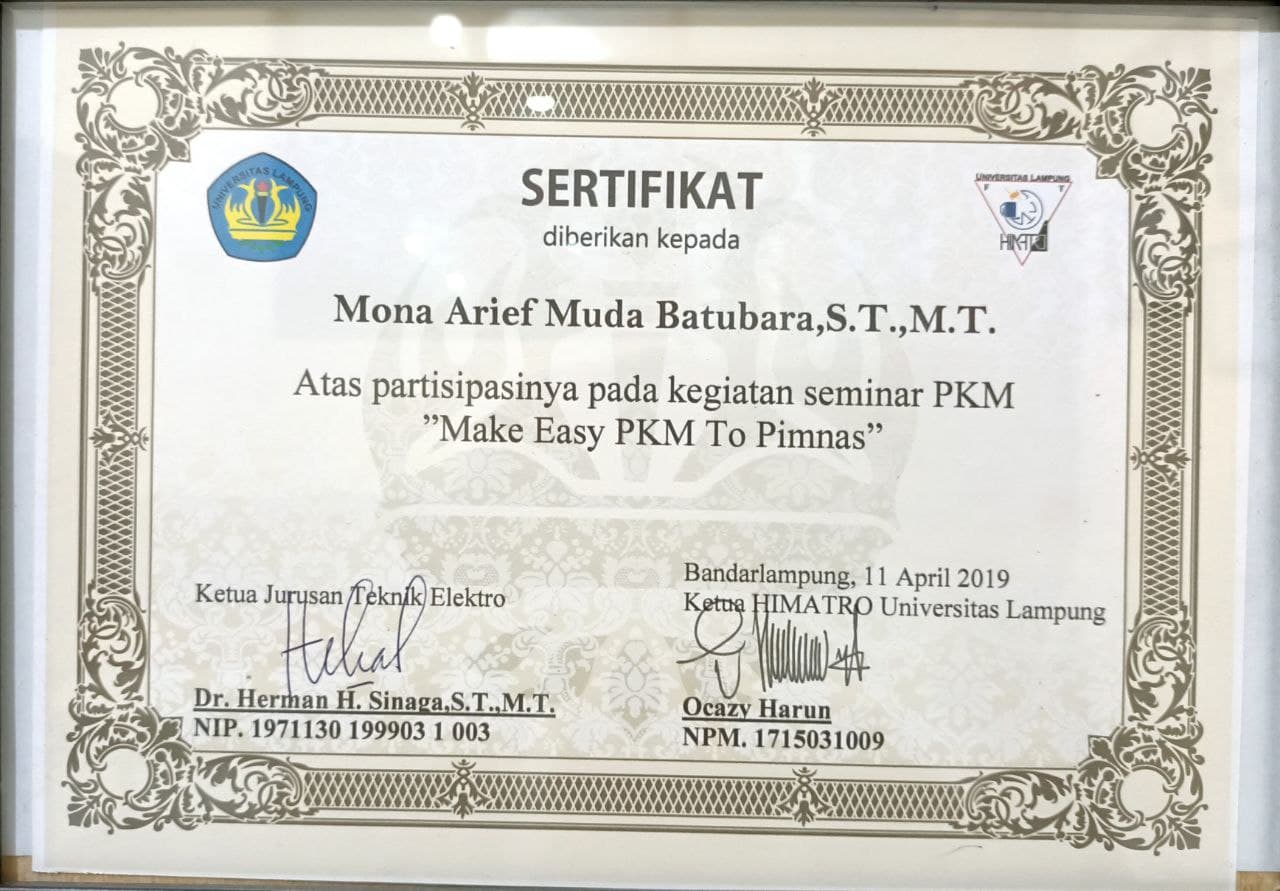 UNIVERSITAS LAMPUNG
UNIVERSITAS LAMPUNG
F T
HIMATRO
SERTIFIKAT
diberikan kepada
Mona Arief Muda Batubara,S.T.,M.T.
Atas partisipasinya pada kegiatan seminar PKM
”Make Easy PKM To Pimnas”
Ketua Jurusan Teknik Elektro
Dr. Herman H. Sinaga,S.T.,M.T.
NIP. 1971130 199903 1 003
Bandarlampung, 11 April 2019
Ketua HIMATRO Universitas Lampung
Ocazy Harun
NPM. 1715031009